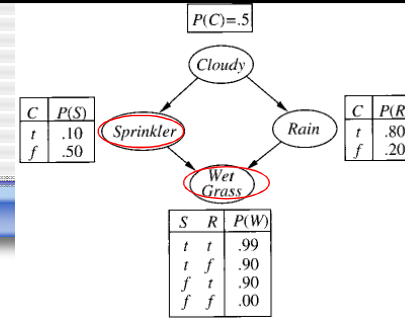 P(C)=.5
Cloudy
C P(S)
t .10
f .50
Sprinkler
Rain
C P(R
t .80
f .20
Wet
Grass
S R P(W)
t t .99
t f .90
f t .90
f f .00